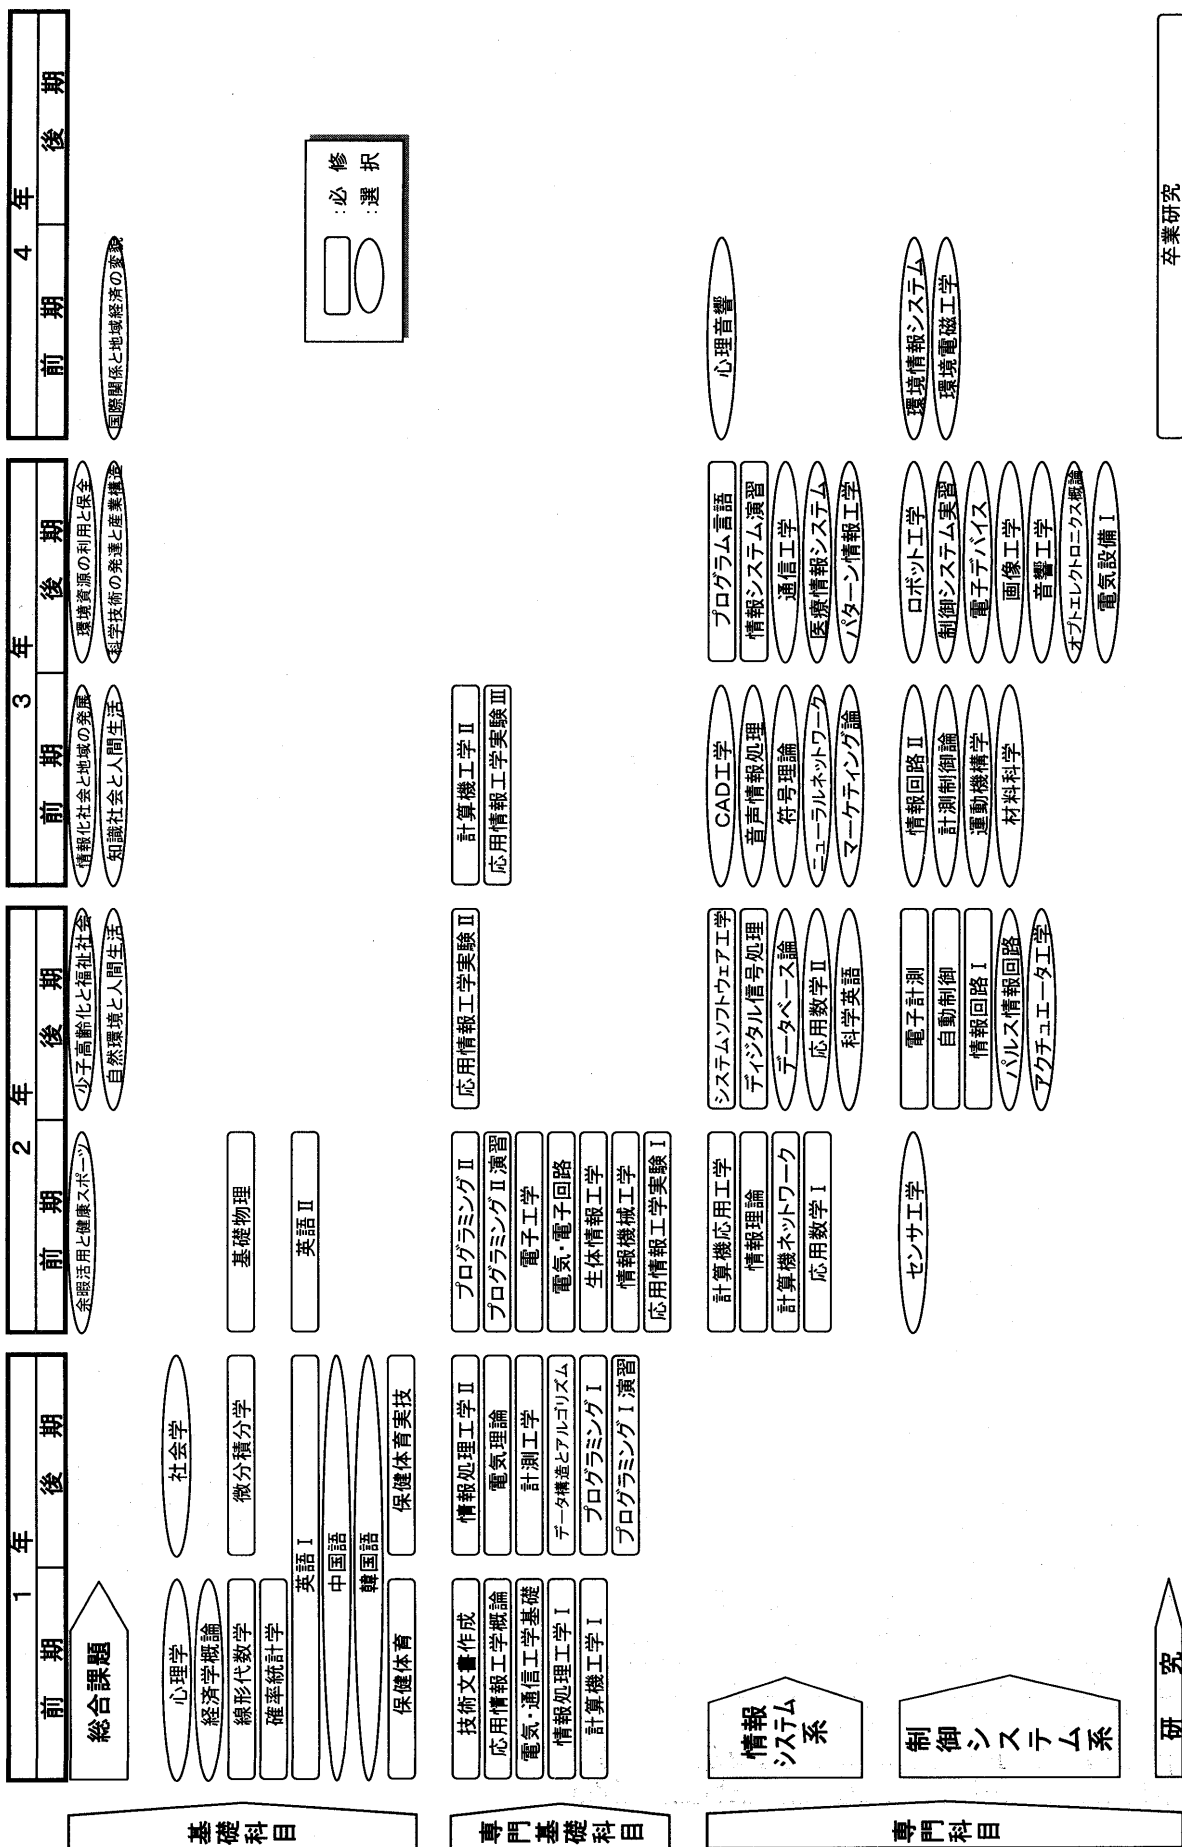 1 年
2 年
3 年
4 年
前 期
後 期
前 期
後 期
前 期
後 期
前 期
後 期
基礎科目
総合課題
余暇活用と健康スポーツ
少子高齢化と福祉社会
情報化社会と地域の発展
環境資源の利用と保全
自然環境と人間生活
知識社会と人間生活
科学技術の発達と産業構造
国際関係と地域経済の変貌
心理学
社会学
経済学概論
線形代数学
微分積分学
基礎物理
確率統計学
英語Ⅰ
英語Ⅱ
中国語
韓国語
保健体育
保健体育実技
:必 修
:選 択
専門基礎科目
技術文書作成
情報処理工学Ⅱ
プログラミングⅡ
応用情報工学実験Ⅱ
計算機工学Ⅱ
応用情報工学概論
電気理論
プログラミングⅡ演習
応用情報工学実験Ⅲ
電気・通信工学基礎
計測工学
電子工学
情報処理工学Ⅰ
データ構造とアルゴリズム
電気・電子回路
計算機工学Ⅰ
プログラミングⅠ
生体情報工学
プログラミングⅠ演習
情報機械工学
応用情報工学実験Ⅰ
専門科目
情報
システム
系
計算機応用工学
システムソフトウェア工学
CAD工学
プログラム言語
心理音響
情報理論
ディジタル信号処理
音声情報処理
情報システム演習
計算機ネットワーク
データベース論
符号理論
通信工学
応用数学Ⅰ
応用数学Ⅱ
ニューラルネットワーク
医療情報システム
科学英語
マーケティング論
パターン情報工学
制御システム系
センサ工学
電子計測
情報回路Ⅱ
ロボット工学
環境情報システム
自動制御
計測制御論
制御システム実習
環境電磁工学
情報回路Ⅰ
運動機構学
電子デバイス
パルス情報回路
材料科学
画像工学
アクチュエータ工学
音響工学
オプトエレクトロニクス概論
電気設備Ⅰ
研 究
卒業研究